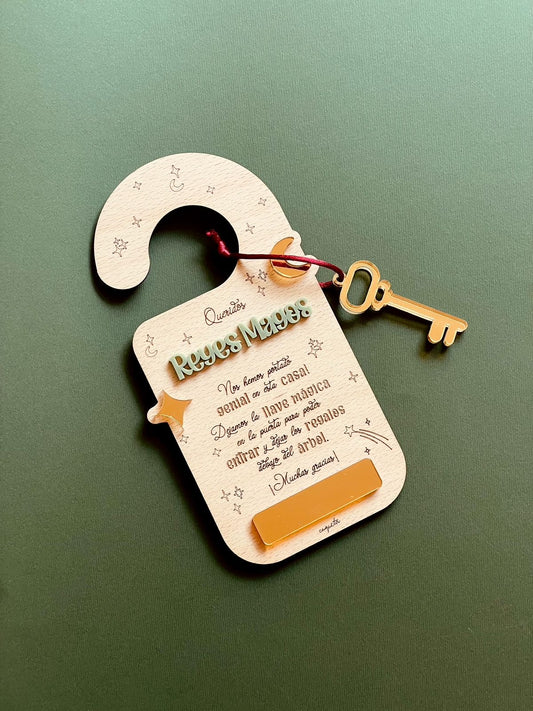 Queridos
Reyes Magos
Nos hemos portado
genial en esta casa!
Dejamos la llave mágica
en la puerta para poder
entrar y dejar los regalos
debajo del árbol.
¡Muchas gracias!